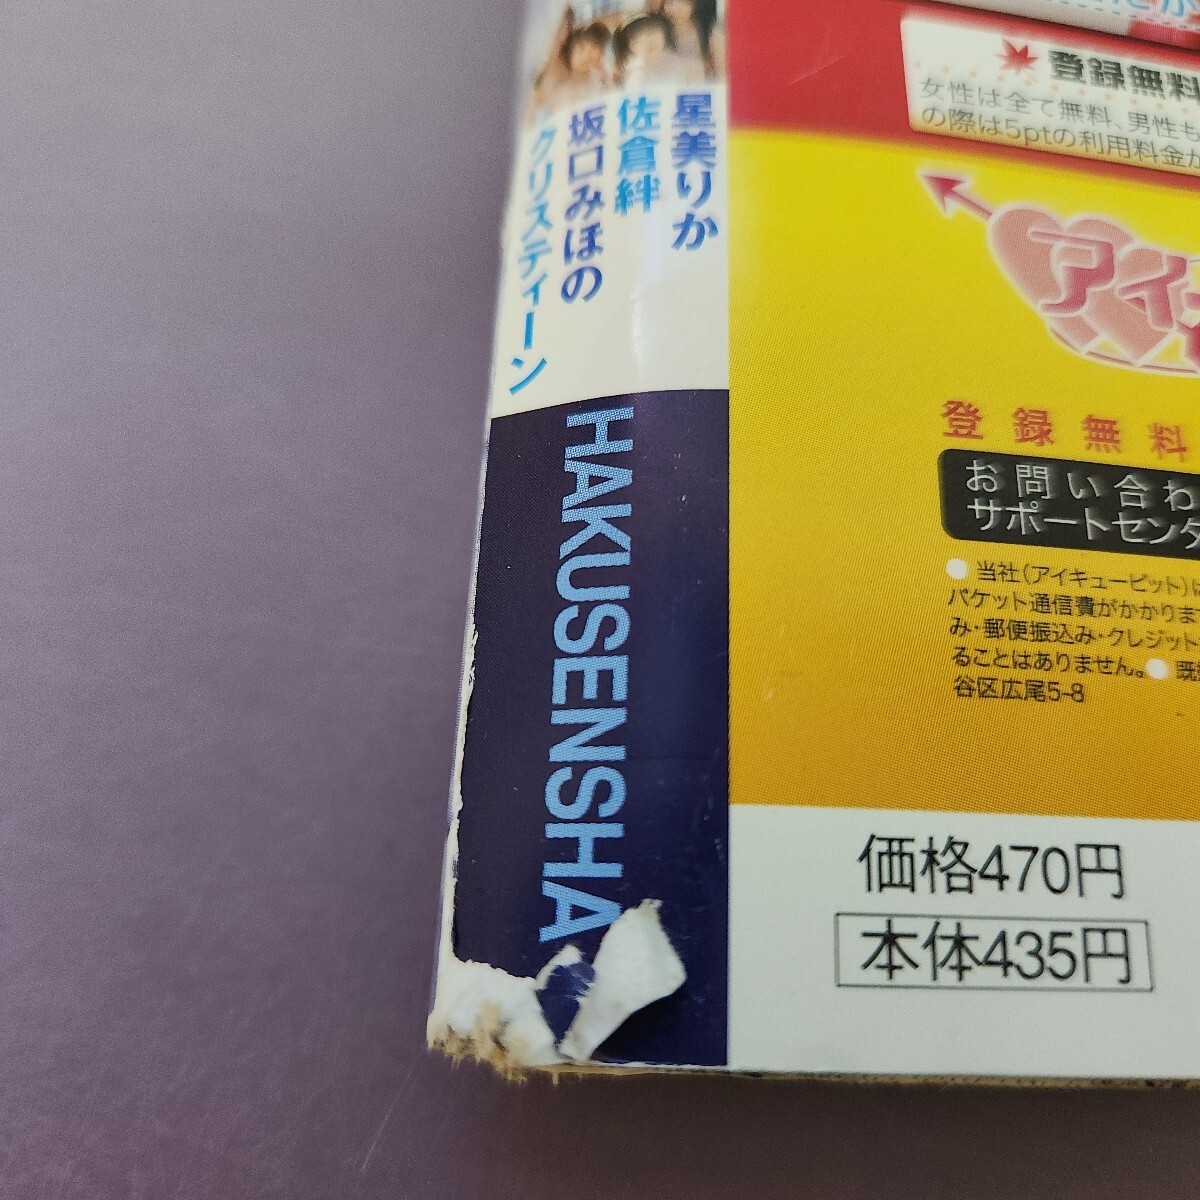 星美りか
佐倉絆
坂口みほの
クリスティーン
HAKUSENSHA
登録無料
女性は全て無料、男性も
の際は5ptの利用料金が
アイ
登録無料
お問い合わ
サポートセンタ
● 当社(アイキューピット)は
パケット通信費がかかりま
み・郵便振込み・クレジット
ることはありません。● 既
谷区広尾5-8
価格470円
本体435円